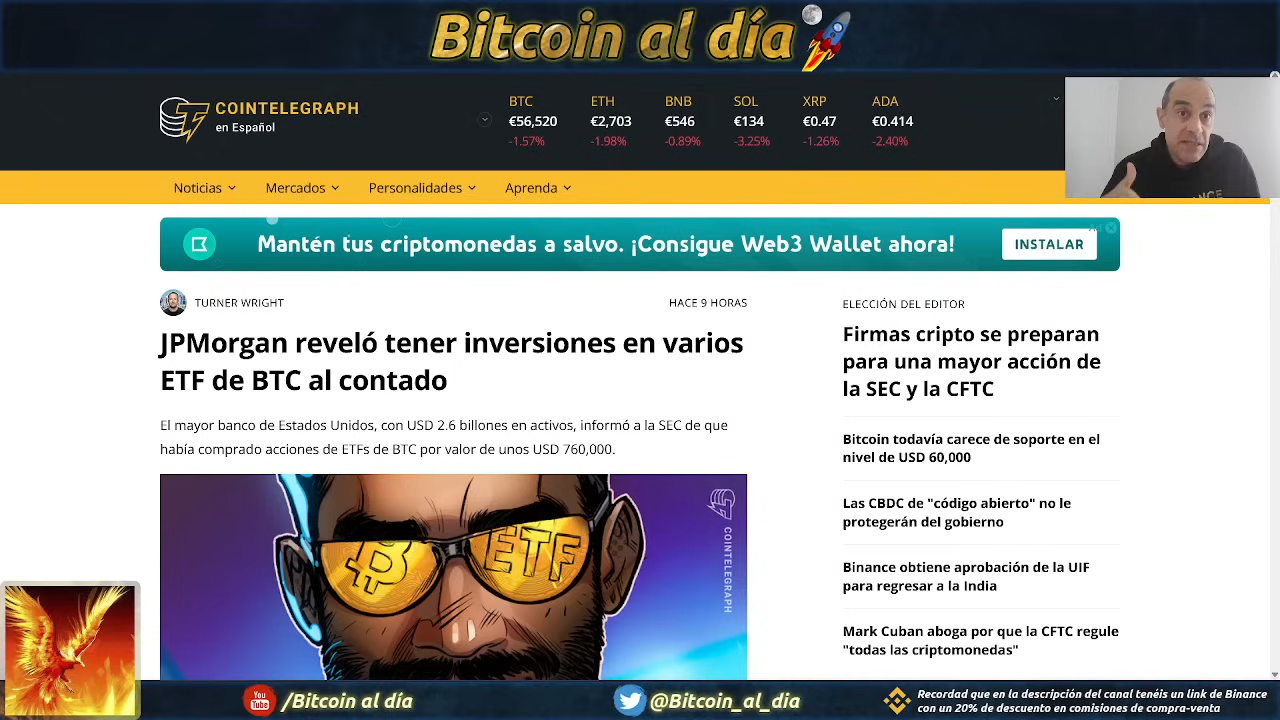 Bitcoin al día
COINTELEGRAPH
en Español
BTC
€56,520
-1.57%
ETH
€2,703
-1.98%
BNB
€546
-0.89%
SOL
€134
-3.25%
XRP
€0.47
-1.26%
ADA
€0.414
-2.40%
Noticias
Mercados
Personalidades
Aprenda
Mantén tus criptomonedas a salvo. ¡Consigue Web3 Wallet ahora!
INSTALAR
Ad
TURNER WRIGHT
HACE 9 HORAS
JPMorgan reveló tener inversiones en varios
ETF de BTC al contado
El mayor banco de Estados Unidos, con USD 2.6 billones en activos, informó a la SEC de que
había comprado acciones de ETFs de BTC por valor de unos USD 760,000.
ETF
COINTELEGRAPH
ELECCIÓN DEL EDITOR
Firmas cripto se preparan
para una mayor acción de
la SEC y la CFTC
Bitcoin todavía carece de soporte en el
nivel de USD 60,000
Las CBDC de "código abierto" no le
protegerán del gobierno
Binance obtiene aprobación de la UIF
para regresar a la India
Mark Cuban aboga por que la CFTC regule
"todas las criptomonedas"
You
Tube
/Bitcoin al día
@Bitcoin_al_dia
Recordad que en la descripción del canal tenéis un link de Binance
con un 20% de descuento en comisiones de compra-venta